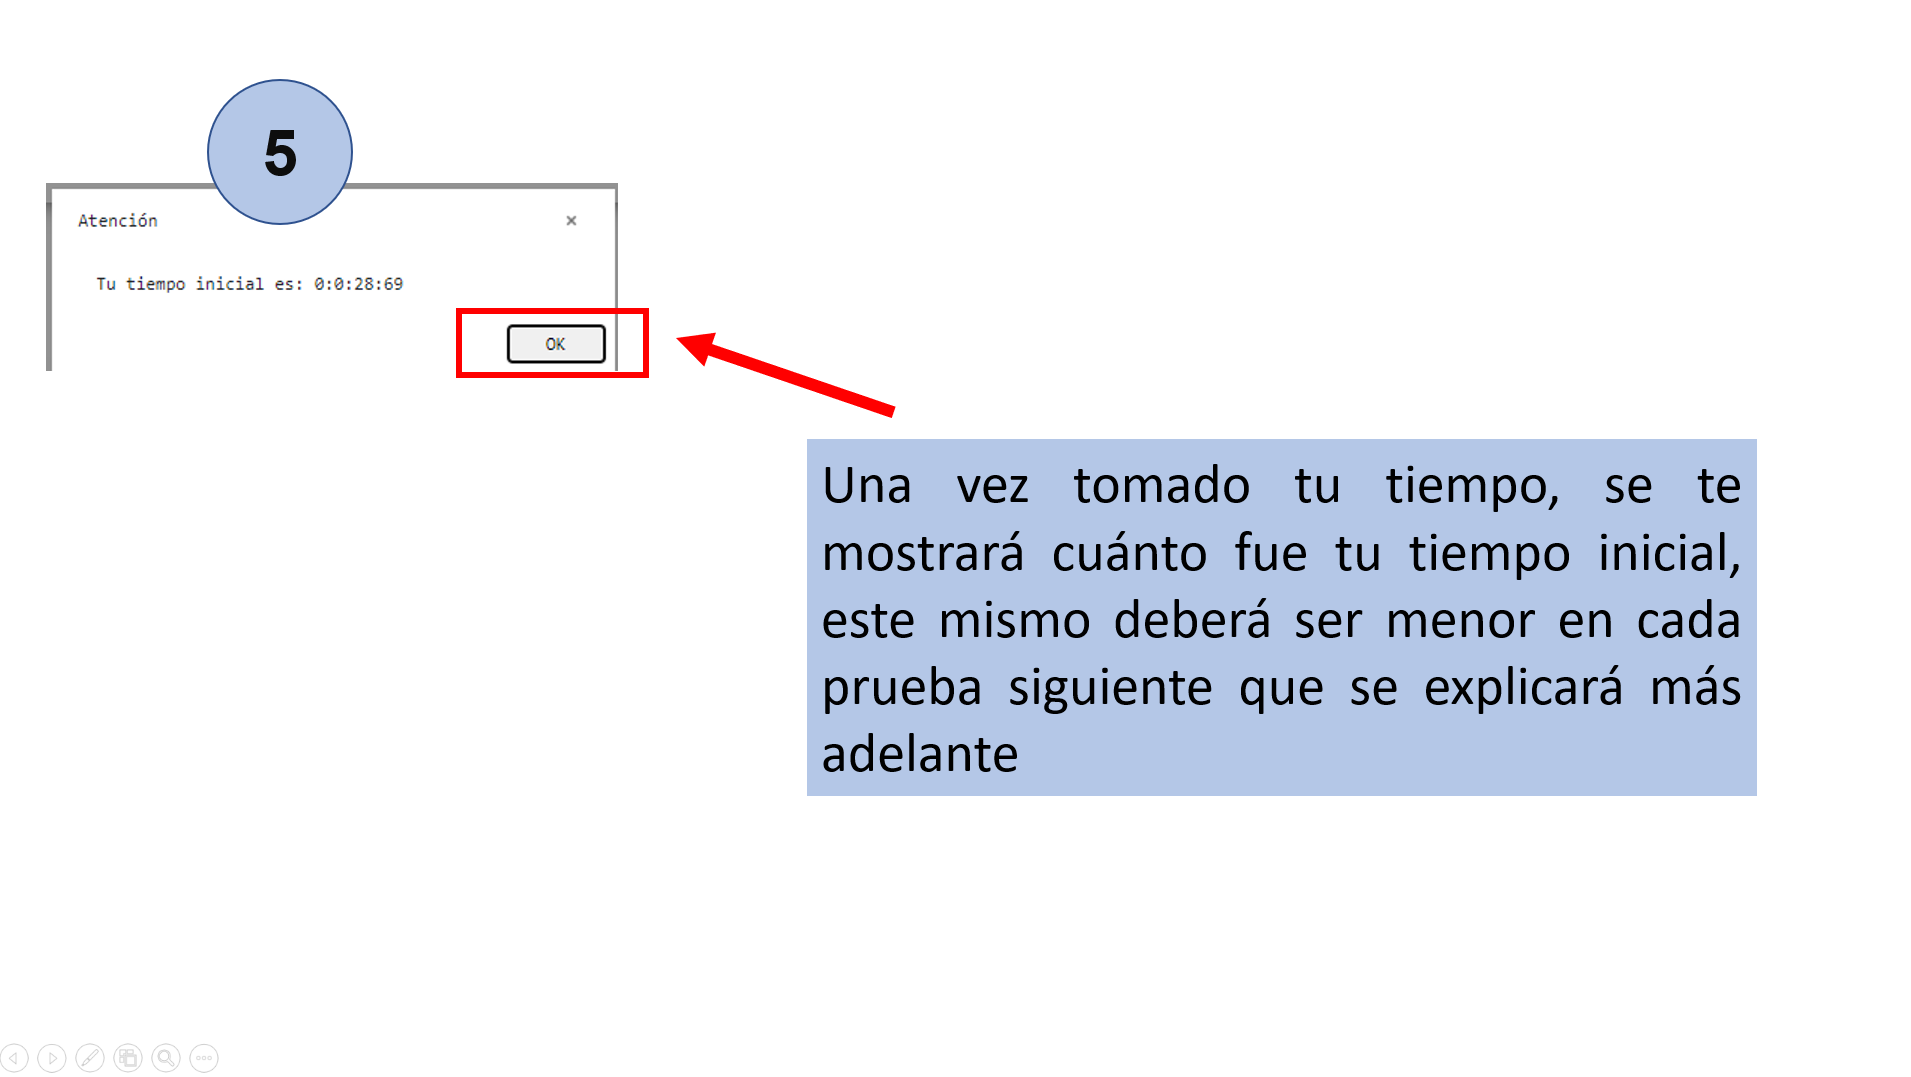 5
Atención ×
Tu tiempo inicial es: 0:0:28:69
OK
Una vez tomado tu tiempo, se te
mostrará cuánto fue tu tiempo inicial,
este mismo deberá ser menor en cada
prueba siguiente que se explicará más
adelante